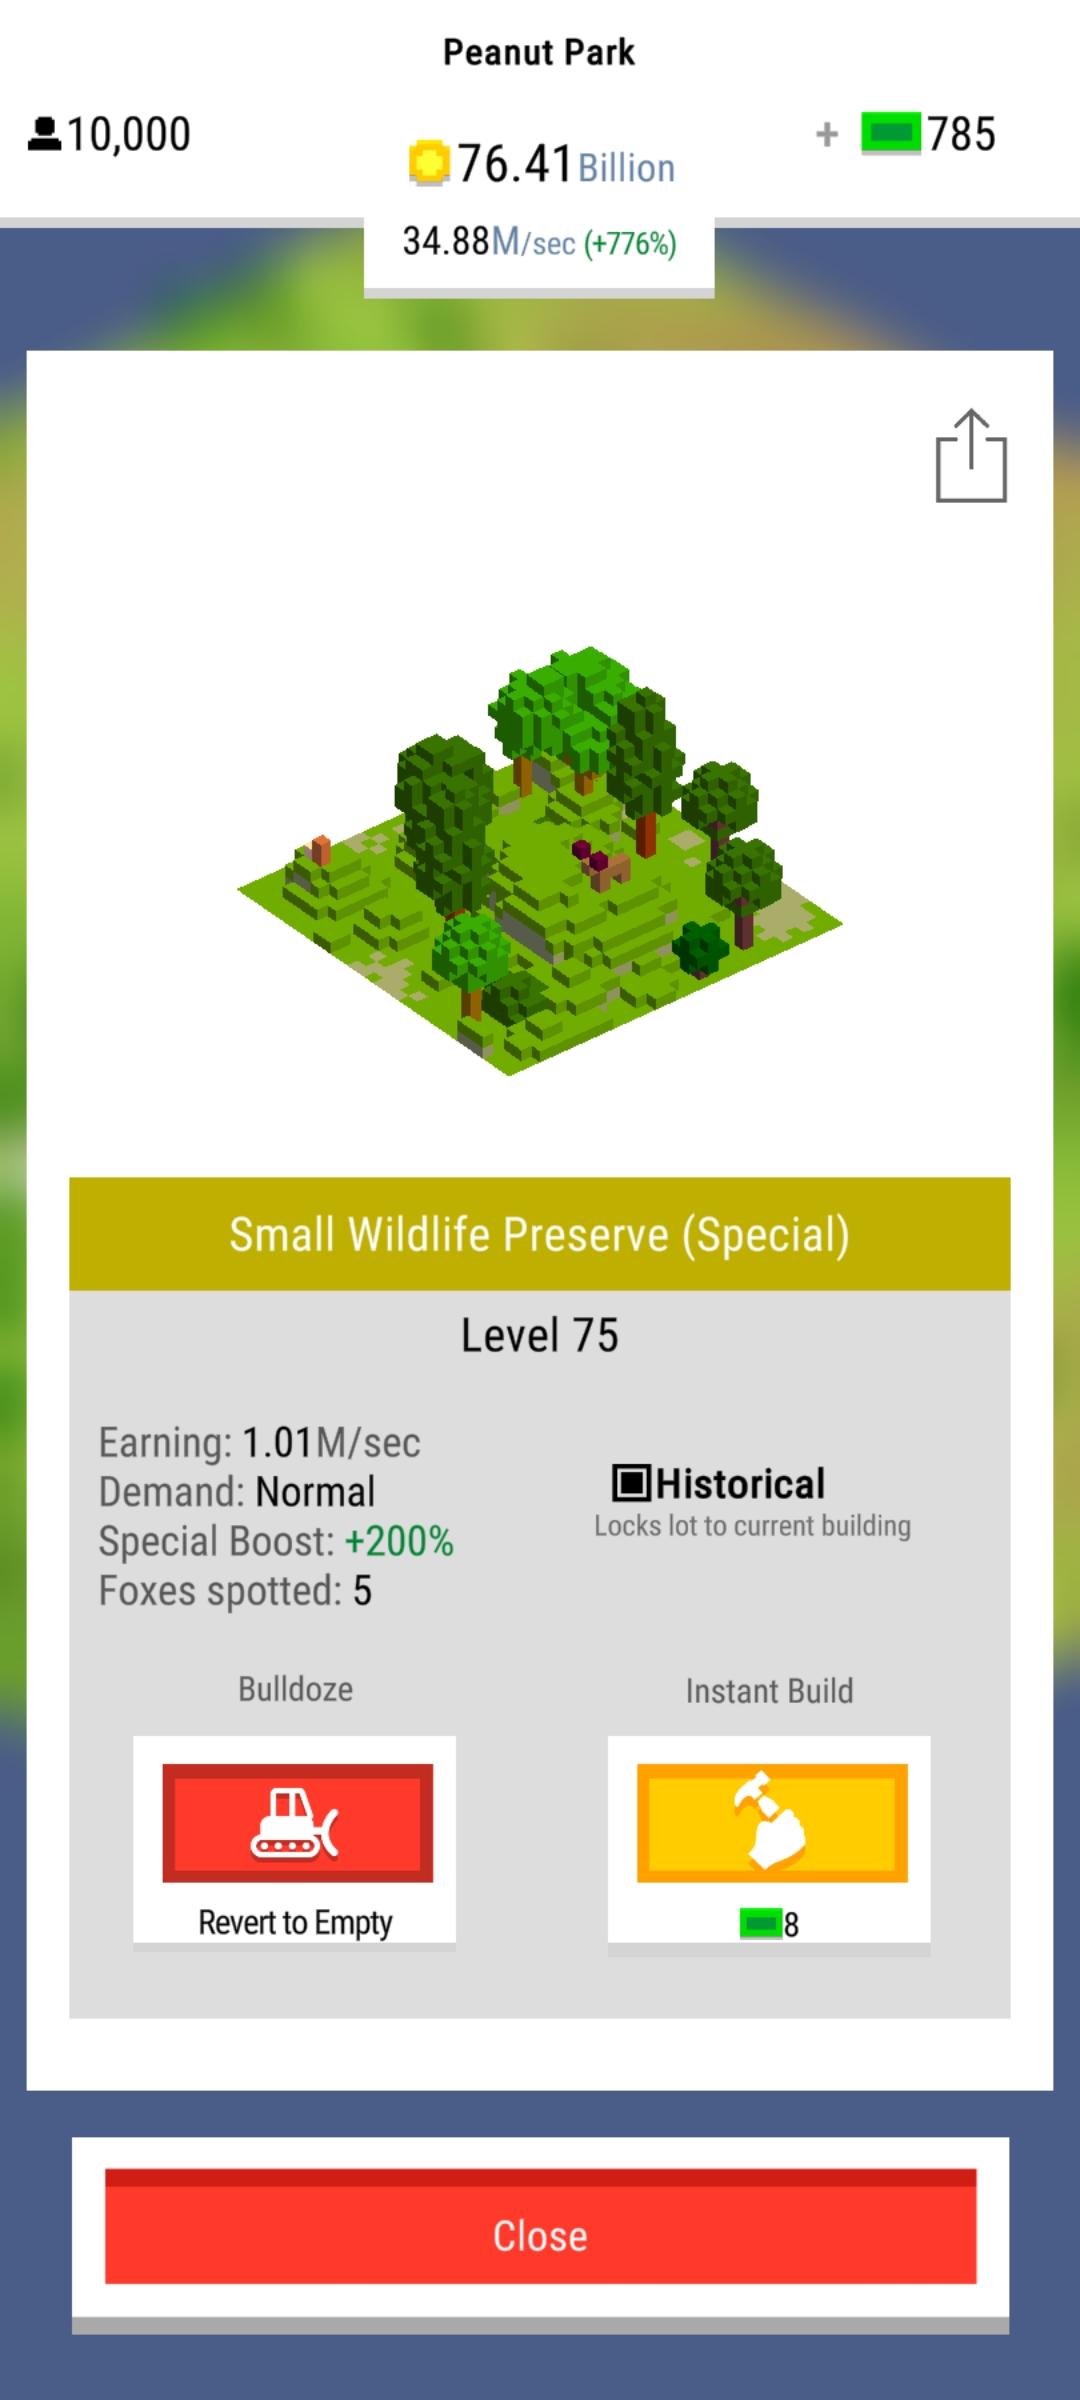 Peanut Park
10,000
76.41 Billion
+ 785
34.88M/sec (+776%)
Small Wildlife Preserve (Special)
Level 75
Earning: 1.01M/sec
Demand: Normal
Special Boost: +200%
Foxes spotted: 5
Historical
Locks lot to current building
Bulldoze
Revert to Empty
Instant Build
8
Close